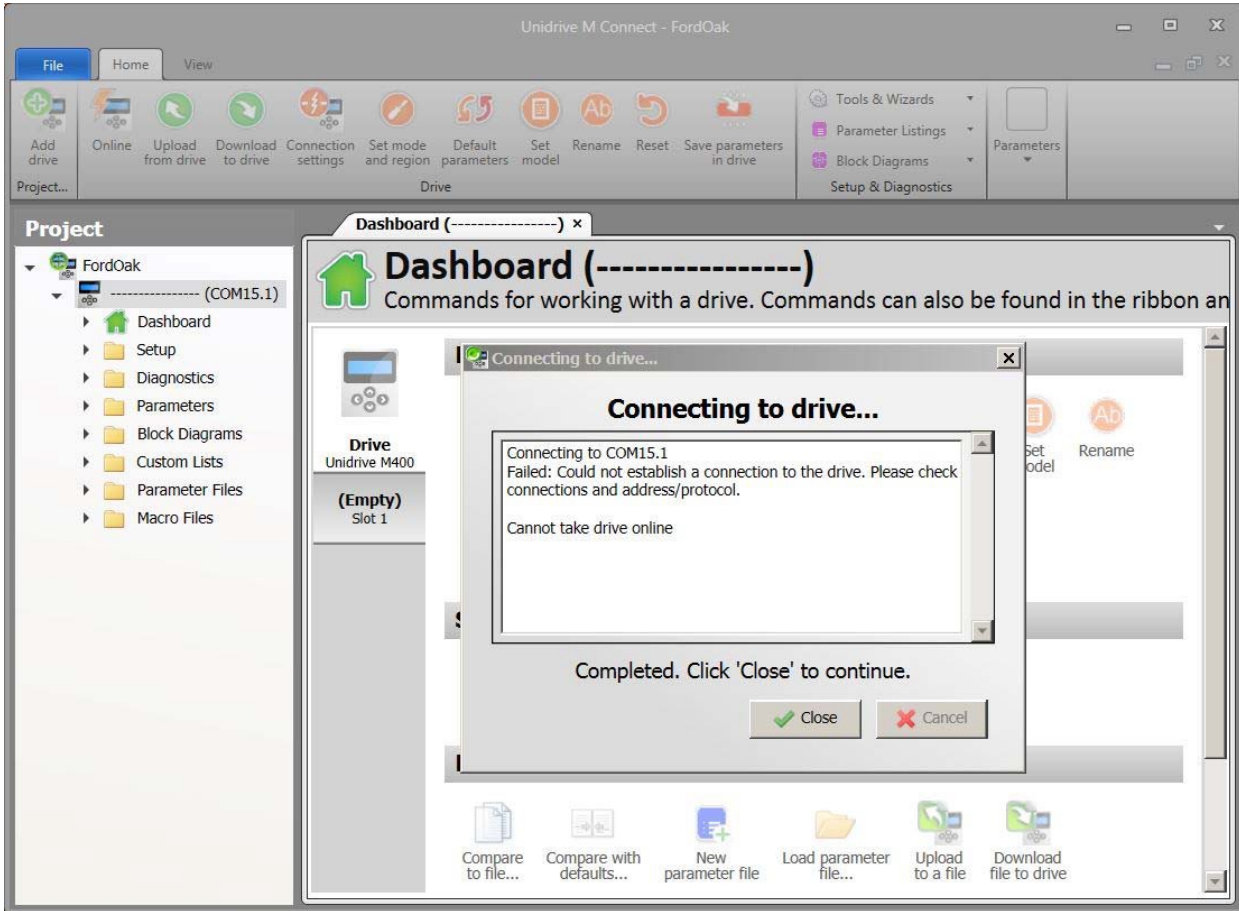 Unidrive M Connect - FordOak
File Home View
Add drive
Online
Upload from drive
Download to drive
Connection settings
Set mode and region
Default parameters
Set model
Rename
Reset
Save parameters in drive
Tools & Wizards
Parameter Listings
Block Diagrams
Parameters
Project...
Drive
Setup & Diagnostics
Project
FordOak
---------------- (COM15.1)
Dashboard
Setup
Diagnostics
Parameters
Block Diagrams
Custom Lists
Parameter Files
Macro Files
Dashboard (----------------) ×
Dashboard (----------------)
Commands for working with a drive. Commands can also be found in the ribbon an
Drive
Unidrive M400
(Empty)
Slot 1
Rename
Connecting to drive...
Connecting to drive...
Connecting to COM15.1
Failed: Could not establish a connection to the drive. Please check
connections and address/protocol.
Cannot take drive online
Completed. Click 'Close' to continue.
Close
Cancel
Compare to file...
Compare with defaults...
New parameter file
Load parameter file...
Upload to a file
Download file to drive